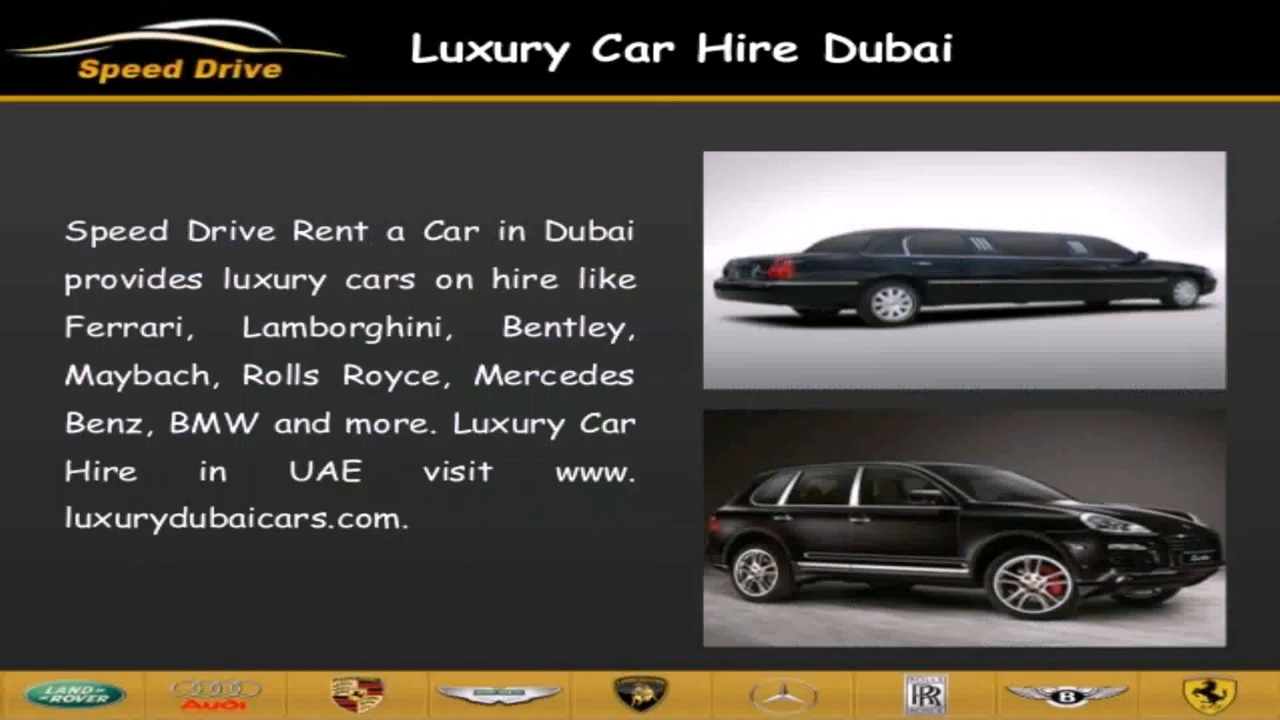 Speed Drive
Luxury Car Hire Dubai
Speed Drive Rent a Car in Dubai
provides luxury cars on hire like
Ferrari, Lamborghini, Bentley,
Maybach, Rolls Royce, Mercedes
Benz, BMW and more. Luxury Car
Hire in UAE visit www.
luxurydubaicars.com.
LAND-
ROVER
Audi
ROLLS
RR
B